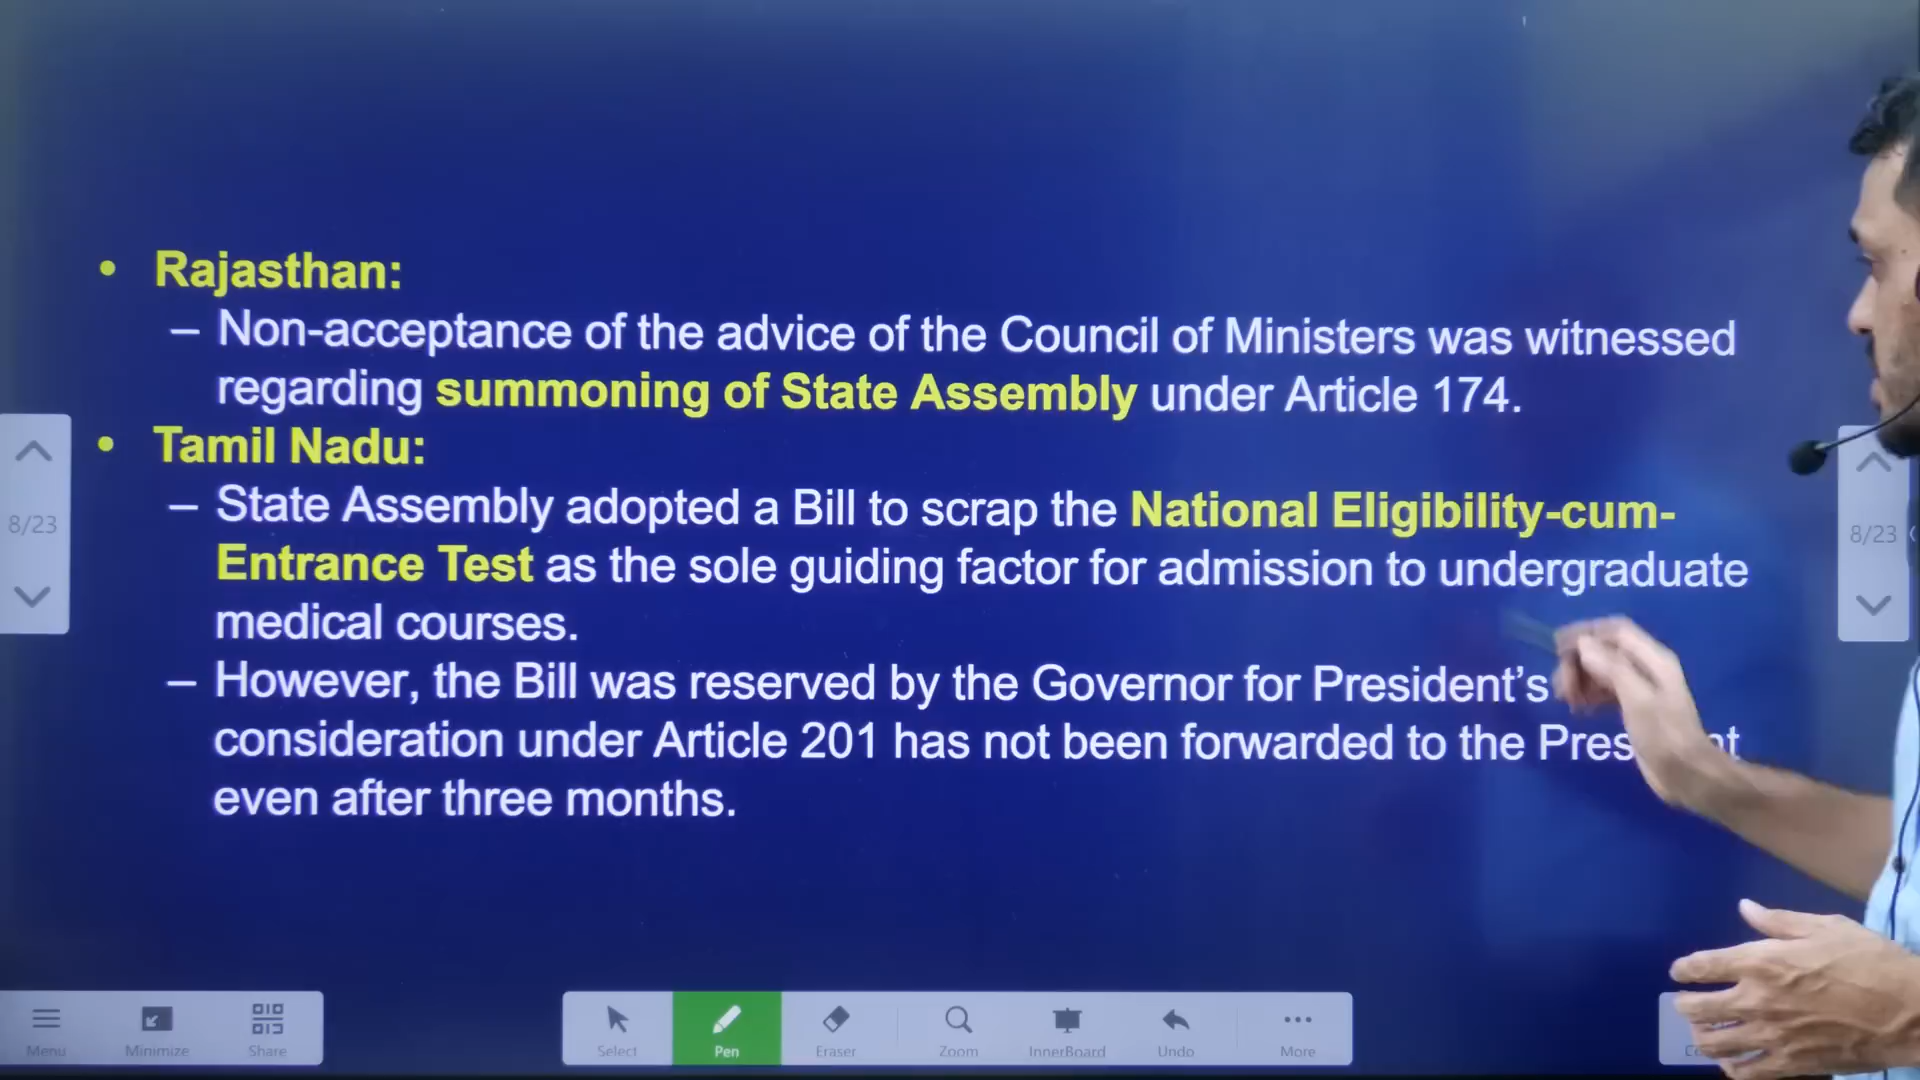 • Rajasthan:
– Non-acceptance of the advice of the Council of Ministers was witnessed
regarding summoning of State Assembly under Article 174.
• Tamil Nadu:
– State Assembly adopted a Bill to scrap the National Eligibility-cum-
Entrance Test as the sole guiding factor for admission to undergraduate
medical courses.
– However, the Bill was reserved by the Governor for President’s
consideration under Article 201 has not been forwarded to the
even after three months.
8/23
8/23
Menu Minimize Share
Select Pen Eraser Zoom InnerBoard Undo More